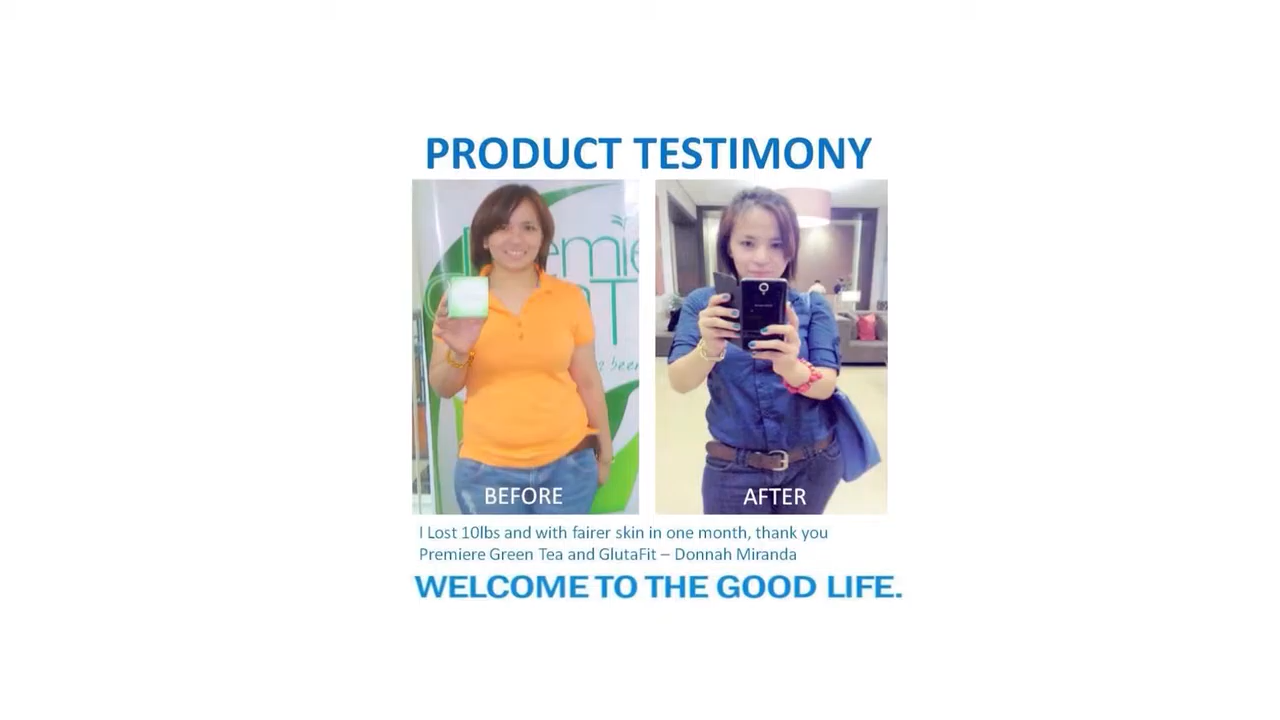 PRODUCT TESTIMONY
BEFORE
AFTER
I Lost 10lbs and with fairer skin in one month, thank you
Premiere Green Tea and GlutaFit – Donnah Miranda
WELCOME TO THE GOOD LIFE.